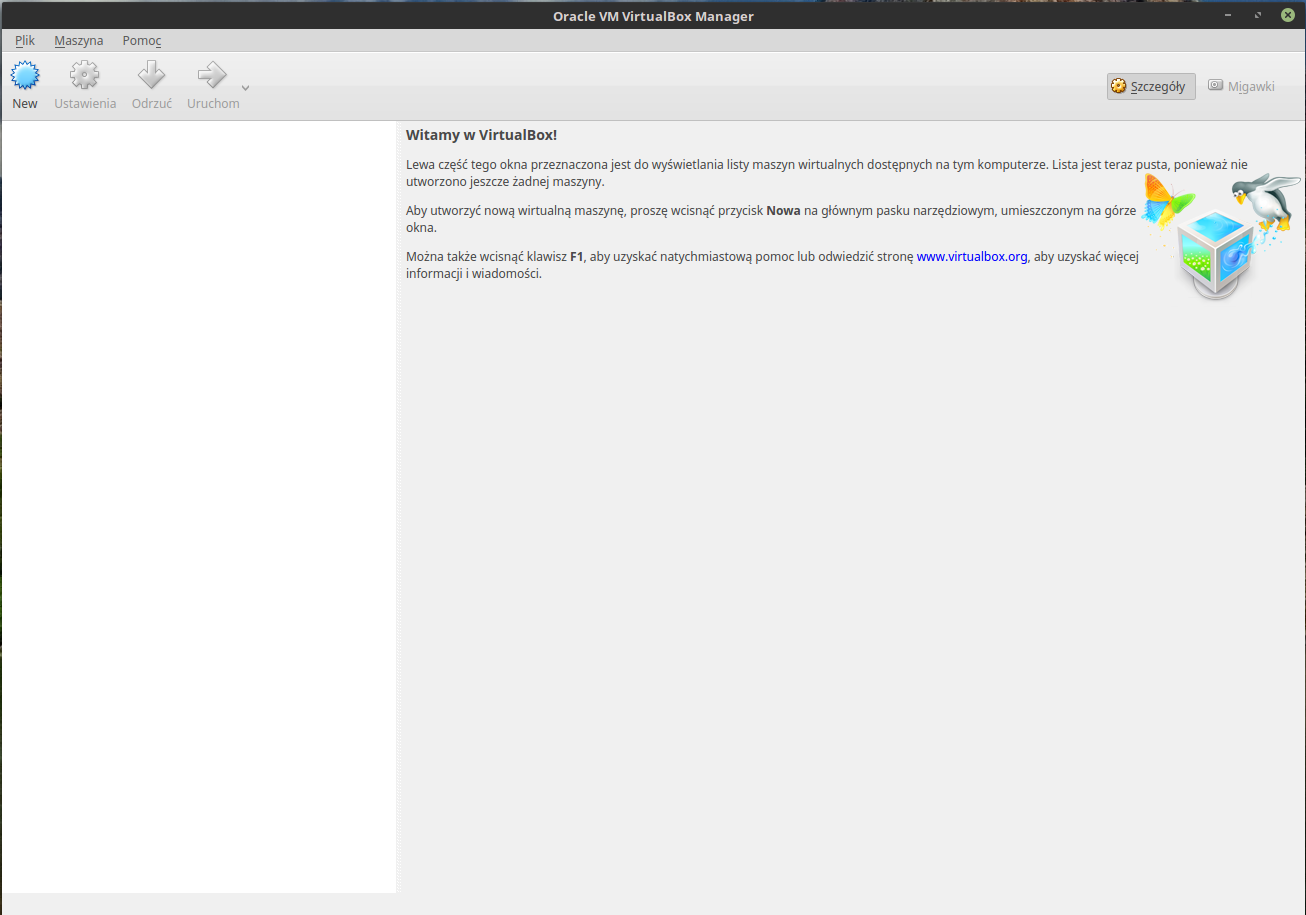 Oracle VM VirtualBox Manager
Plik Maszyna Pomoc
New Ustawienia Odrzuć Uruchom
Szczegóły Migawki
Witamy w VirtualBox!
Lewa część tego okna przeznaczona jest do wyświetlania listy maszyn wirtualnych dostępnych na tym komputerze. Lista jest teraz pusta, ponieważ nie
utworzono jeszcze żadnej maszyny.
Aby utworzyć nową wirtualną maszynę, proszę wcisnąć przycisk Nowa na głównym pasku narzędziowym, umieszczonym na górze
okna.
Można także wcisnąć klawisz F1, aby uzyskać natychmiastową pomoc lub odwiedzić stronę www.virtualbox.org, aby uzyskać więcej
informacji i wiadomości.